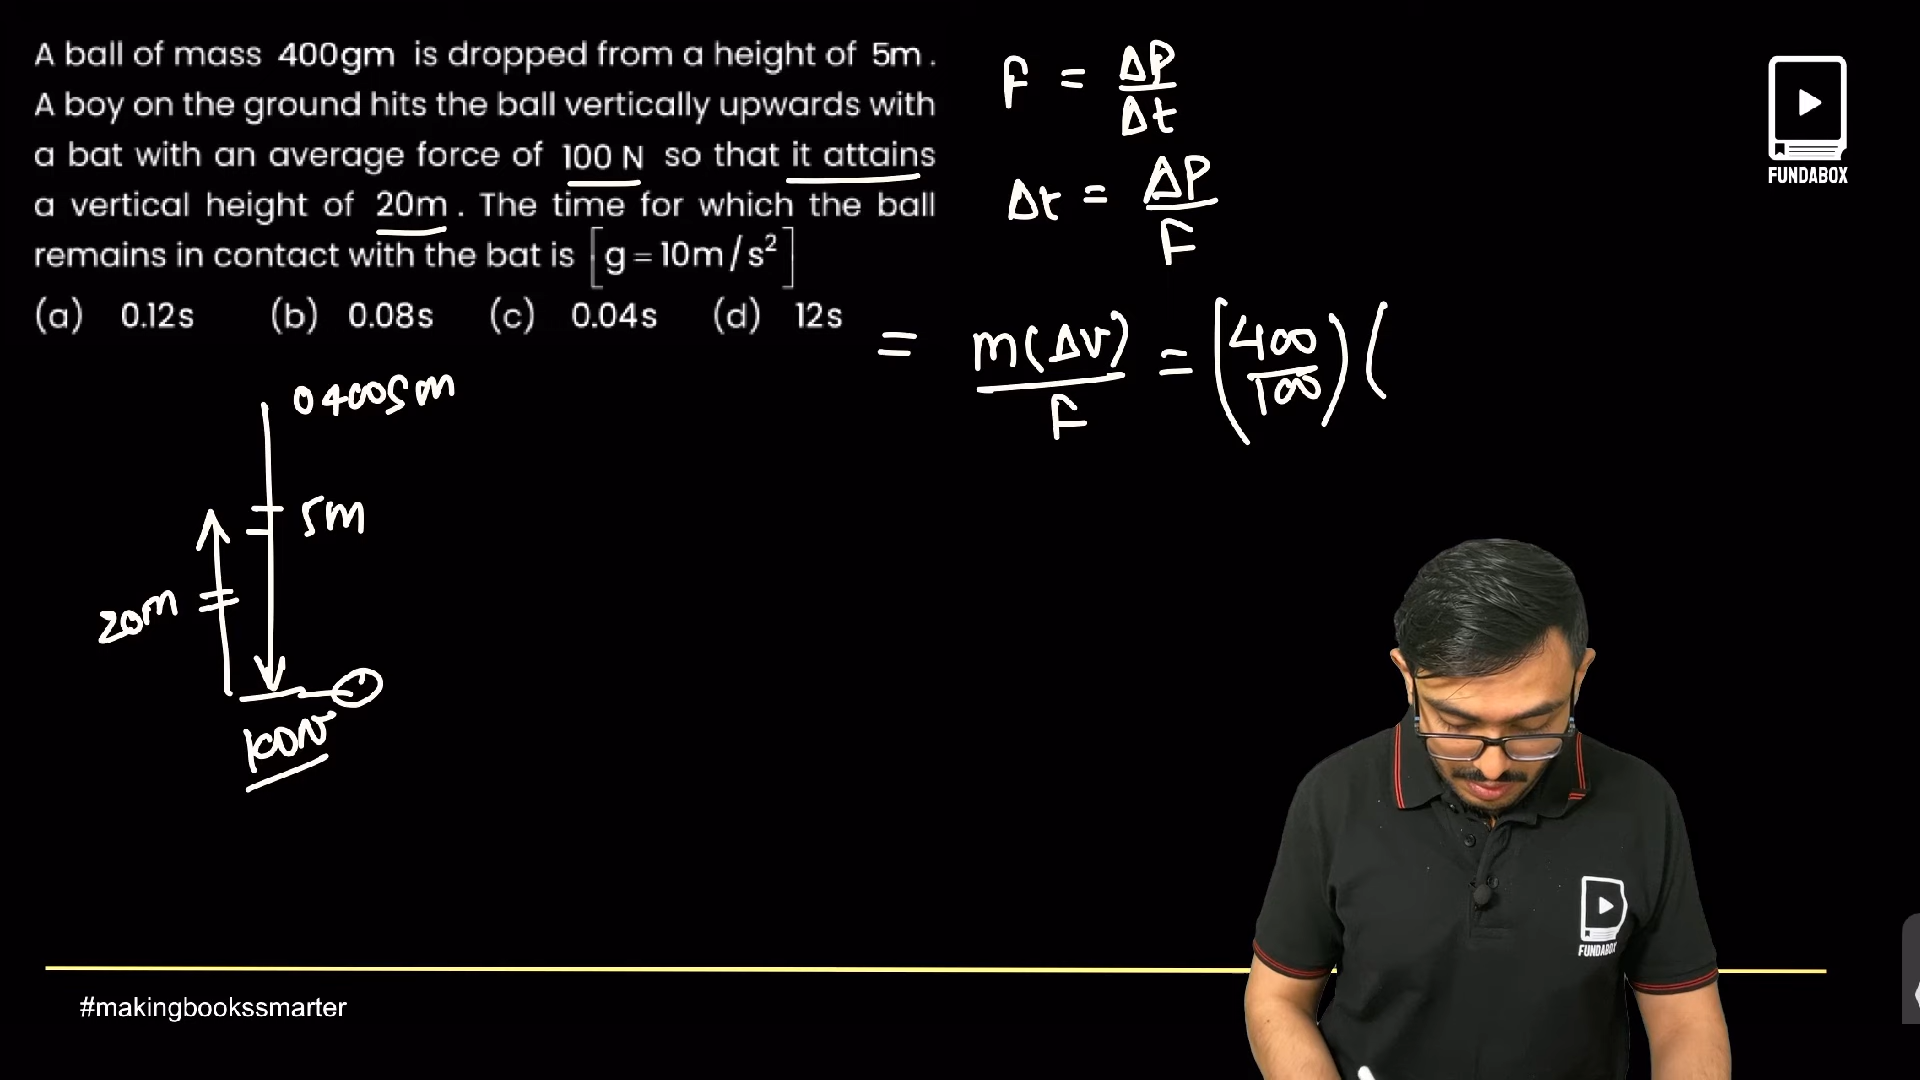 A ball of mass 400gm is dropped from a height of 5m.
A boy on the ground hits the ball vertically upwards with
a bat with an average force of 100 N so that it attains
a vertical height of 20m. The time for which the ball
remains in contact with the bat is [g = 10m/s²]
(a) 0.12s (b) 0.08s (c) 0.04s (d) 12s
F = ΔP/Δt
Δt = ΔP/F
= m(Δv)/F = (400/100)(
400gm
5m
20m
100N
FUNDABOX
FUNDABOX
#makingbookssmarter